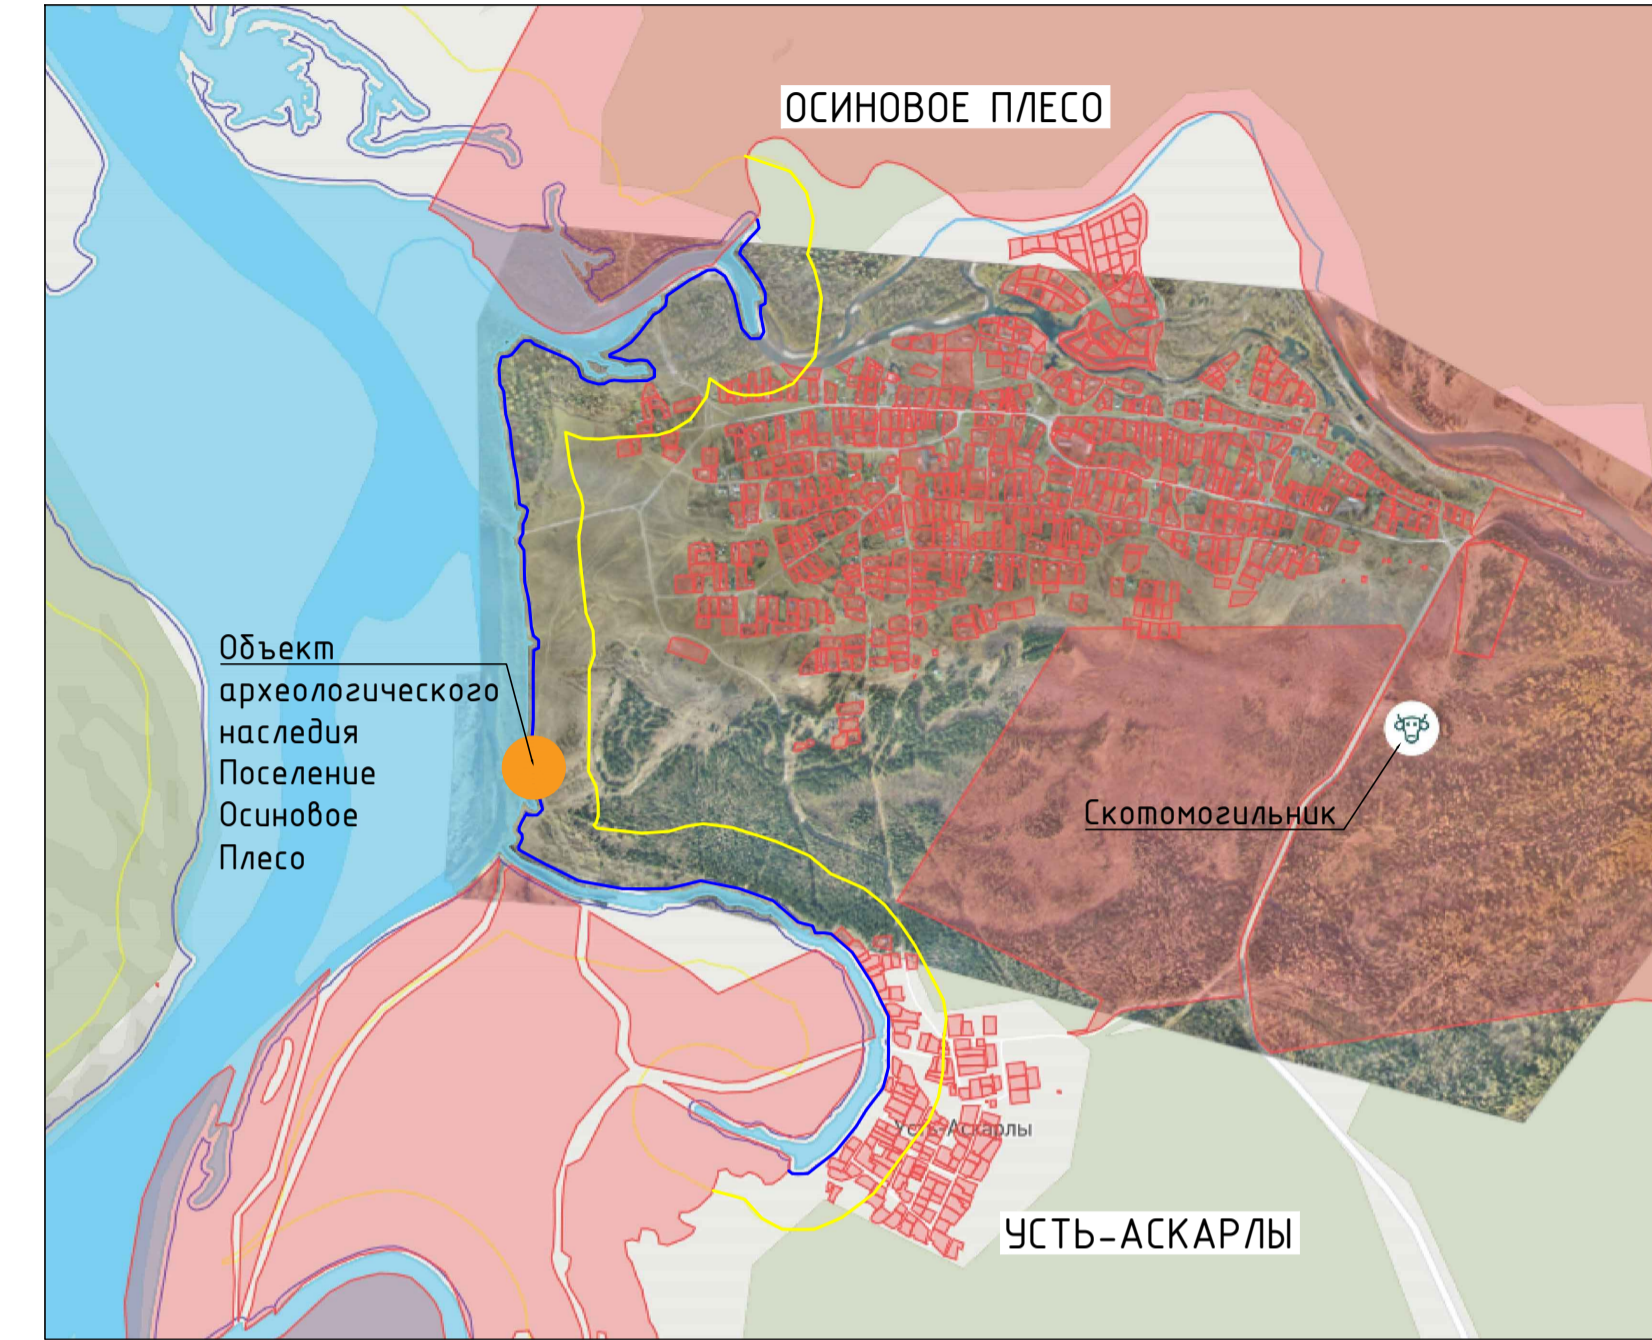 ОСИНОВОЕ ПЛЕСО
Объект
археологического
наследия
Поселение
Осиновое
Плесо
Скотомогильник
Усть-Аскарлы
УСТЬ-АСКАРЛЫ